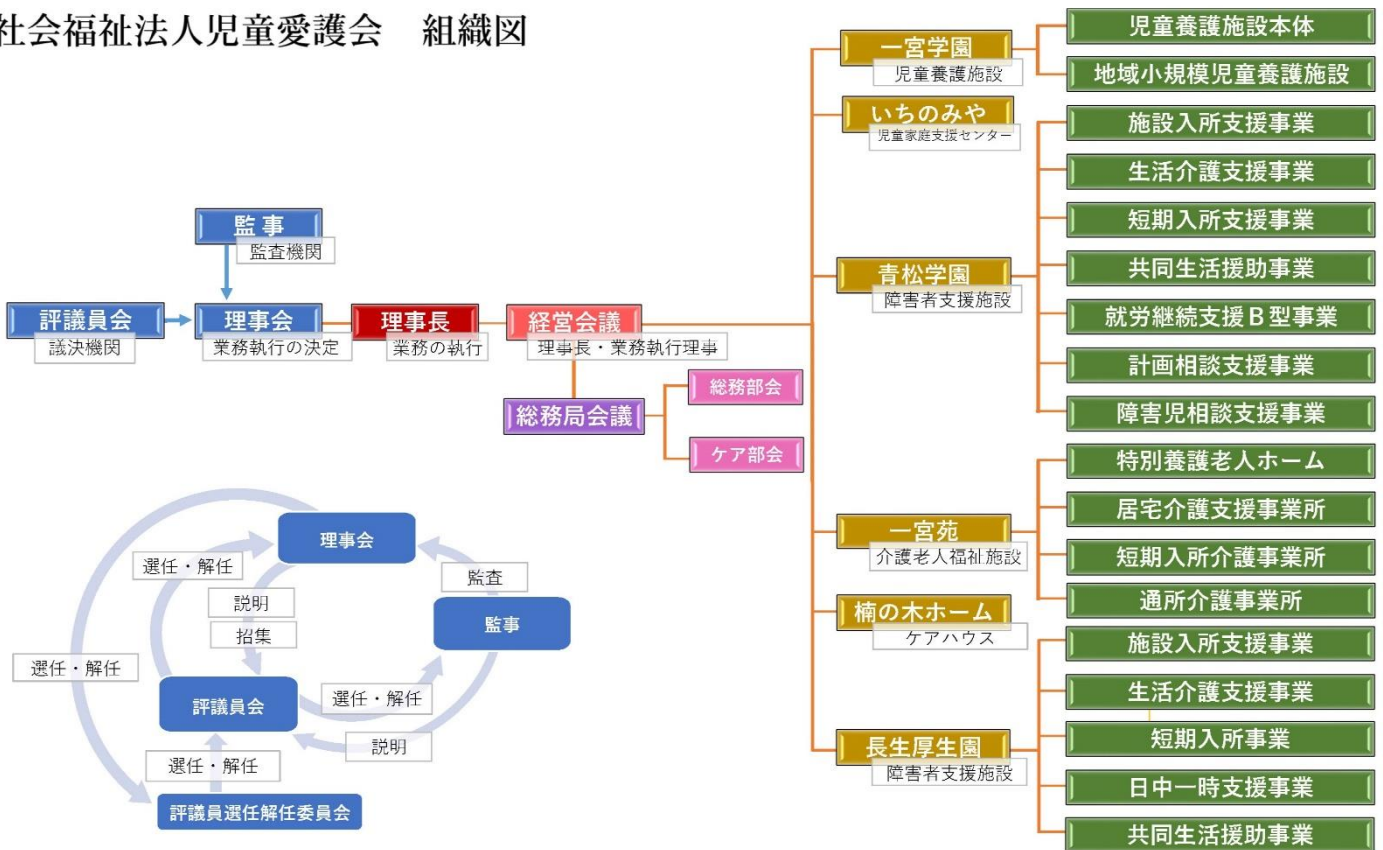 社会福祉法人児童愛護会　組織図
監事
監査機関
評議員会
議決機関
理事会
業務執行の決定
理事長
業務の執行
経営会議
理事長・業務執行理事
総務局会議
総務部会
ケア部会
一宮学園
児童養護施設
児童養護施設本体
地域小規模児童養護施設
いちのみや
児童家庭支援センター
青松学園
障害者支援施設
施設入所支援事業
生活介護支援事業
短期入所支援事業
共同生活援助事業
就労継続支援Ｂ型事業
計画相談支援事業
障害児相談支援事業
一宮苑
介護老人福祉施設
特別養護老人ホーム
居宅介護支援事業所
短期入所介護事業所
通所介護事業所
楠の木ホーム
ケアハウス
長生厚生園
障害者支援施設
施設入所支援事業
生活介護支援事業
短期入所事業
日中一時支援事業
共同生活援助事業
理事会
選任・解任
監査
説明
招集
監事
選任・解任
評議員会
選任・解任
説明
選任・解任
評議員選任解任委員会